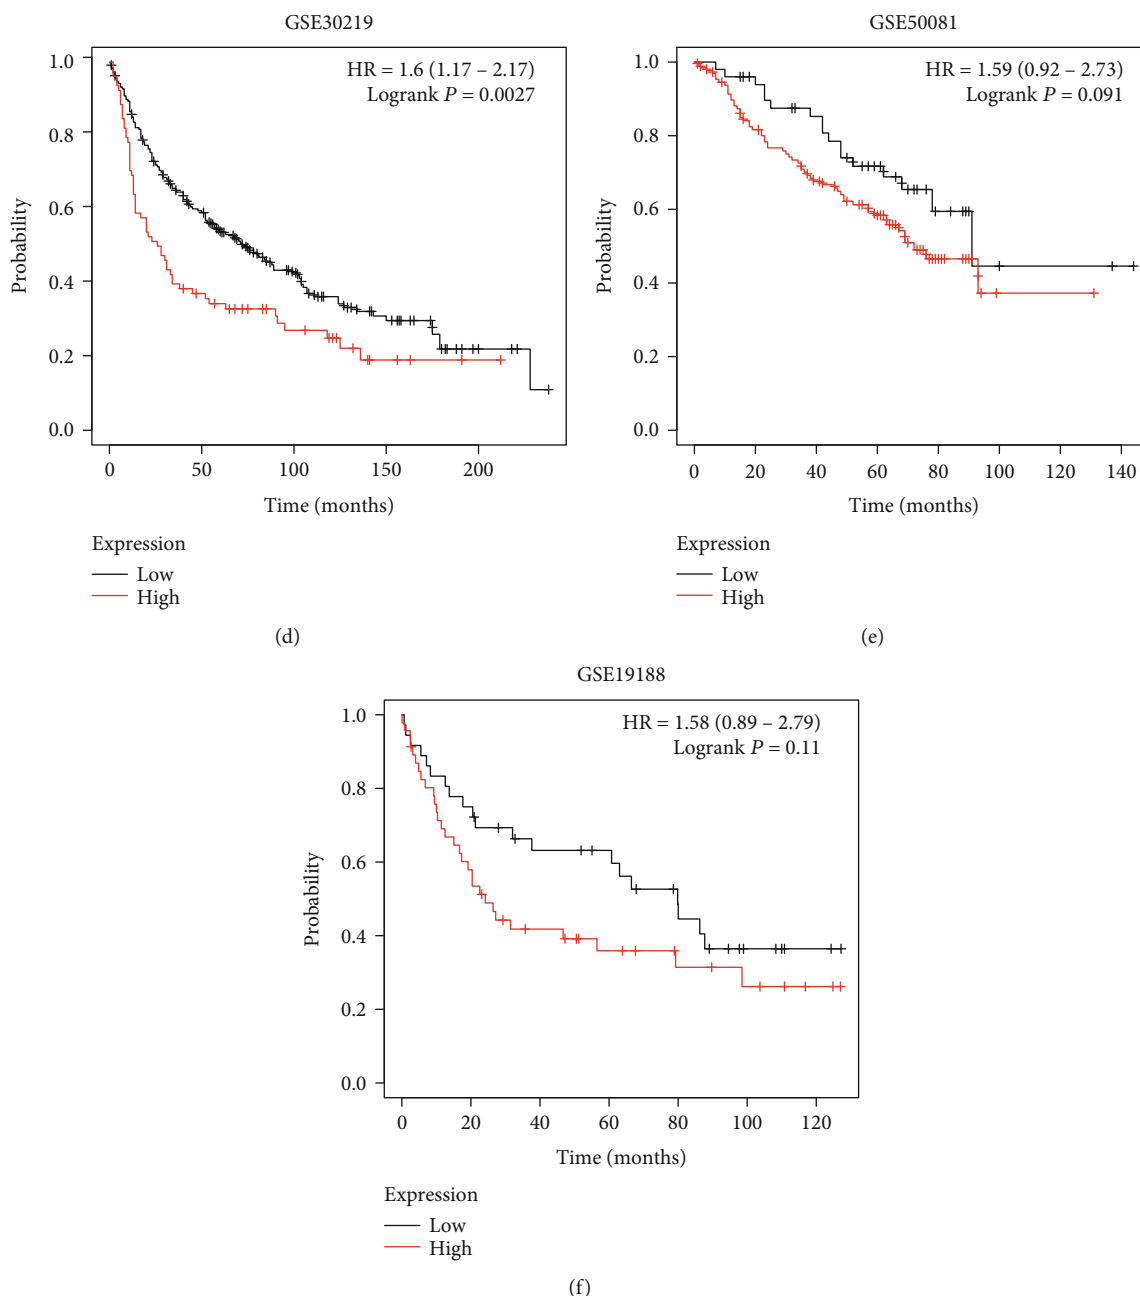 GSE30219
HR = 1.6 (1.17 – 2.17)
Logrank P = 0.0027
1.0
0.8
0.6
0.4
0.2
0.0
Probability
0 50 100 150 200
Time (months)
Expression
Low
High
(d)
GSE50081
HR = 1.59 (0.92 – 2.73)
Logrank P = 0.091
1.0
0.8
0.6
0.4
0.2
0.0
Probability
0 20 40 60 80 100 120 140
Time (months)
Expression
Low
High
(e)
GSE19188
HR = 1.58 (0.89 – 2.79)
Logrank P = 0.11
1.0
0.8
0.6
0.4
0.2
0.0
Probability
0 20 40 60 80 100 120
Time (months)
Expression
Low
High
(f)